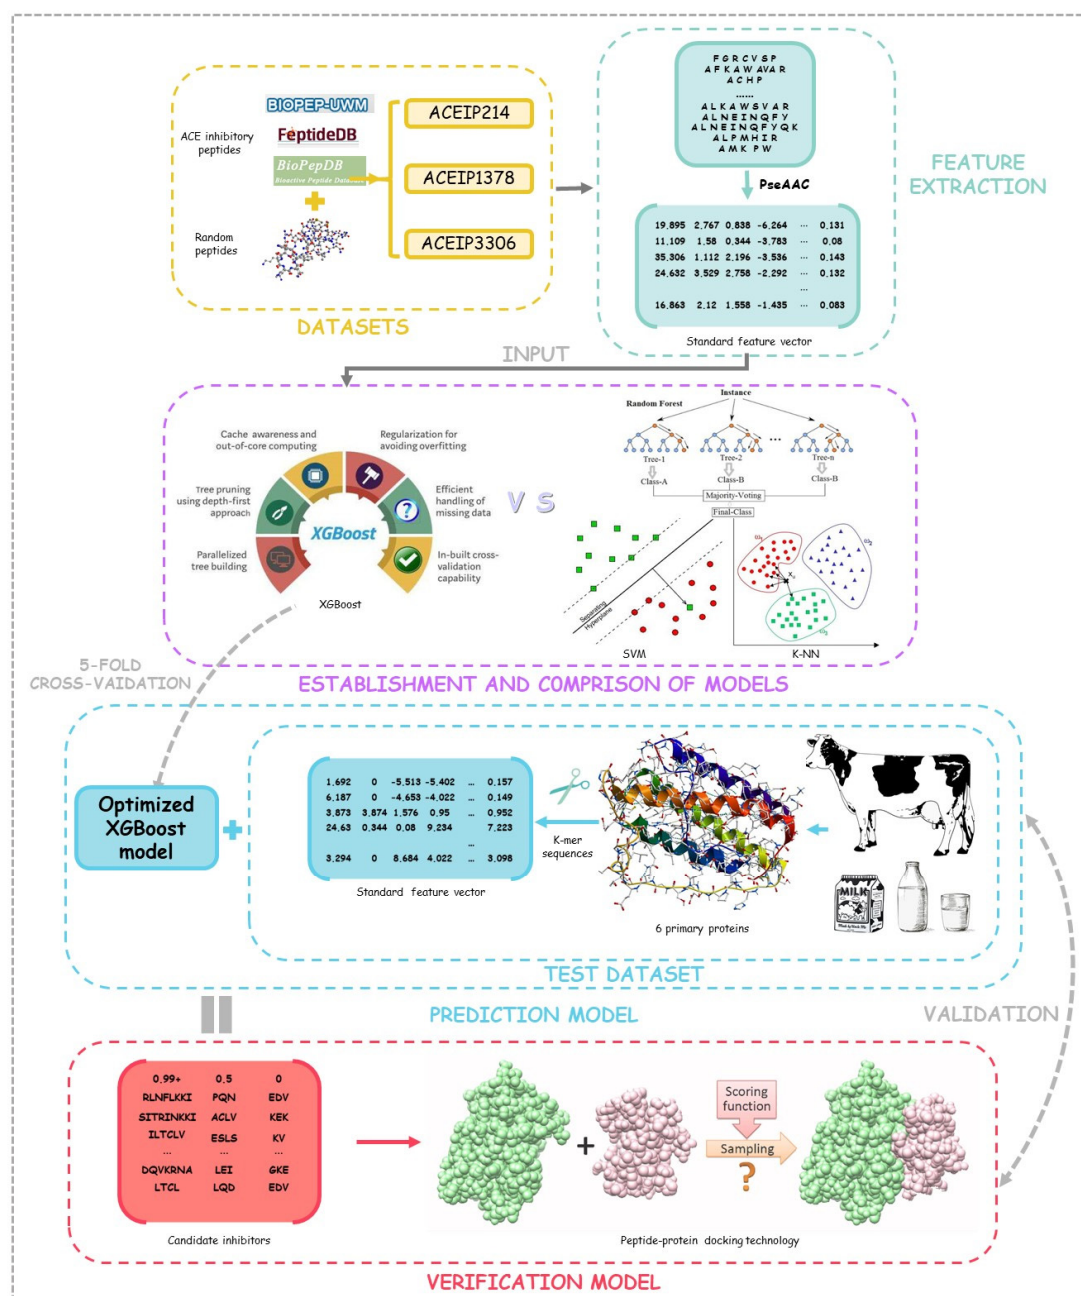 BIOPEP-UWM
ACE inhibitory
peptides
FeptideDB
BioPepDB
Random
peptides
ACEIP214
ACEIP1378
ACEIP3306
DATASETS
F G R C V S P
A F K A W A V A R
A C H P
......
A L K A W S V A R
A L N E I N Q F Y
A L N E I N Q F Y Q K
A L P M H I R
A M K P W
PseAAC
19.895 2.767 0.838 -6.264 ... 0.131
11.109 1.58 0.344 -3.783 ... 0.08
35.306 1.112 2.196 -3.536 ... 0.143
24.632 3.529 2.758 -2.292 ... 0.132
...
16.863 2.12 1.558 -1.435 ... 0.083
Standard feature vector
FEATURE
EXTRACTION
INPUT
Cache awareness and
out-of-core computing
Regularization for
avoiding overfitting
Tree pruning
using depth-first
approach
Efficient
handling of
missing data
Parallelized
tree building
In-built cross-
validation
capability
XGBoost
XGBoost
V S
Instance
Random Forest
...
Tree-1 Tree-2 Tree-n
Class-A Class-B Class-B
Majority-Voting
Final-Class
Separating
Hyperplane
SVM
ω1
ω2
ω3
K-NN
5-FOLD
CROSS-VAIDATION
ESTABLISHMENT AND C0MPRISON OF MODELS
Optimized
XGBoost
model
1.692 0 -5.513 -5.402 ... 0.157
6.187 0 -4.653 -4.022 ... 0.149
3.873 3.874 1.576 0.95 ... 0.952
24.63 0.344 0.08 9.234 7.223
...
3.294 0 8.684 4.022 ... 3.098
Standard feature vector
K-mer
sequences
6 primary proteins
MILK
TEST DATASET
PREDICTION MODEL
VALIDATION
0.99+ 0.5 0
RLNFLKKI PQN EDV
SITRINKKI ACLV KEK
ILTCLV ESLS KV
... ... ...
DQVKRNA LEI GKE
LTCL LQD EDV
Candidate inhibitors
Scoring
function
Sampling
?
Peptide-protein docking technology
VERIFICATION MODEL